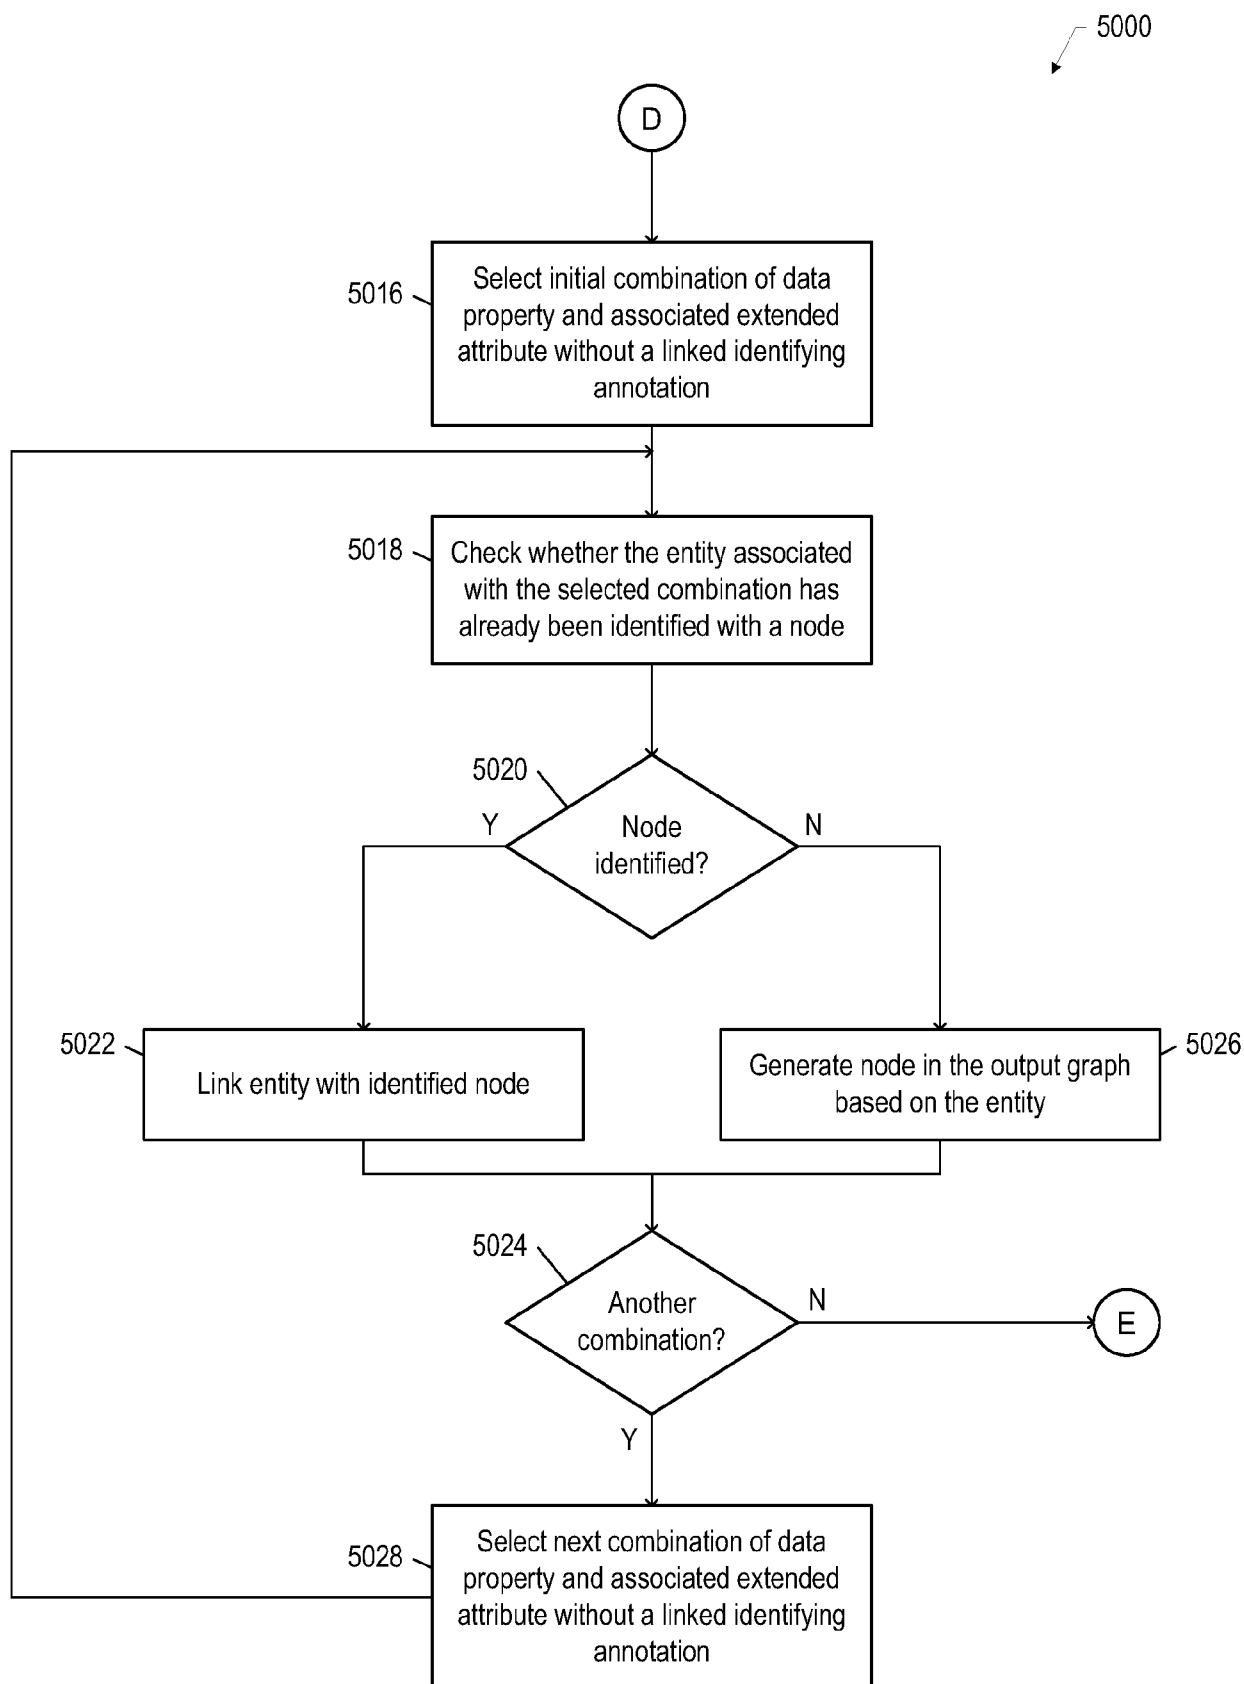 5000
D
5016
Select initial combination of data
property and associated extended
attribute without a linked identifying
annotation
5018
Check whether the entity associated
with the selected combination has
already been identified with a node
5020
Y
N
Node
identified?
5022
Link entity with identified node
5026
Generate node in the output graph
based on the entity
5024
Another
combination?
N
E
Y
5028
Select next combination of data
property and associated extended
attribute without a linked identifying
annotation